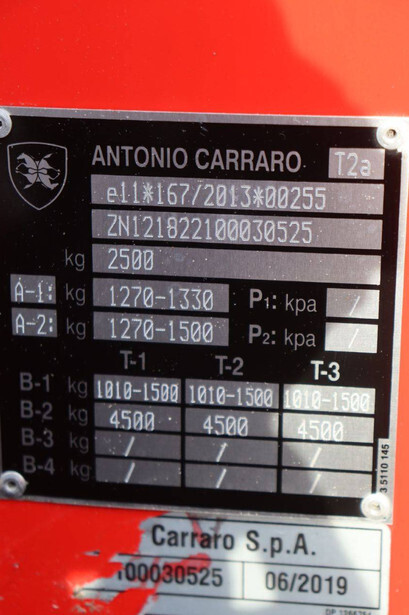 ANTONIO CARRARO T2a
e11*167/2013*00255
ZN121822100030525
kg 2500
A-1: kg 1270-1330 P1: kpa /
A-2: kg 1270-1500 P2: kpa /
T-1 T-2 T-3
B-1 kg 1010-1500 1010-1500 1010-1500
B-2 kg 4500 4500 4500
B-3 kg / / /
B-4 kg / / /
3 5110 145
Carraro S.p.A.
100030525 06/2019